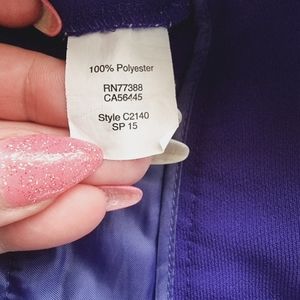 100% Polyester
RN77388
CA56445
Style C2140
SP 15